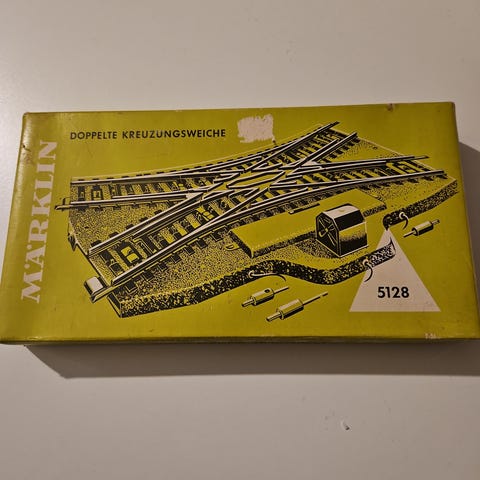 DOPPELTE KREUZUNGSWEICHE
MÄRKLIN
5128